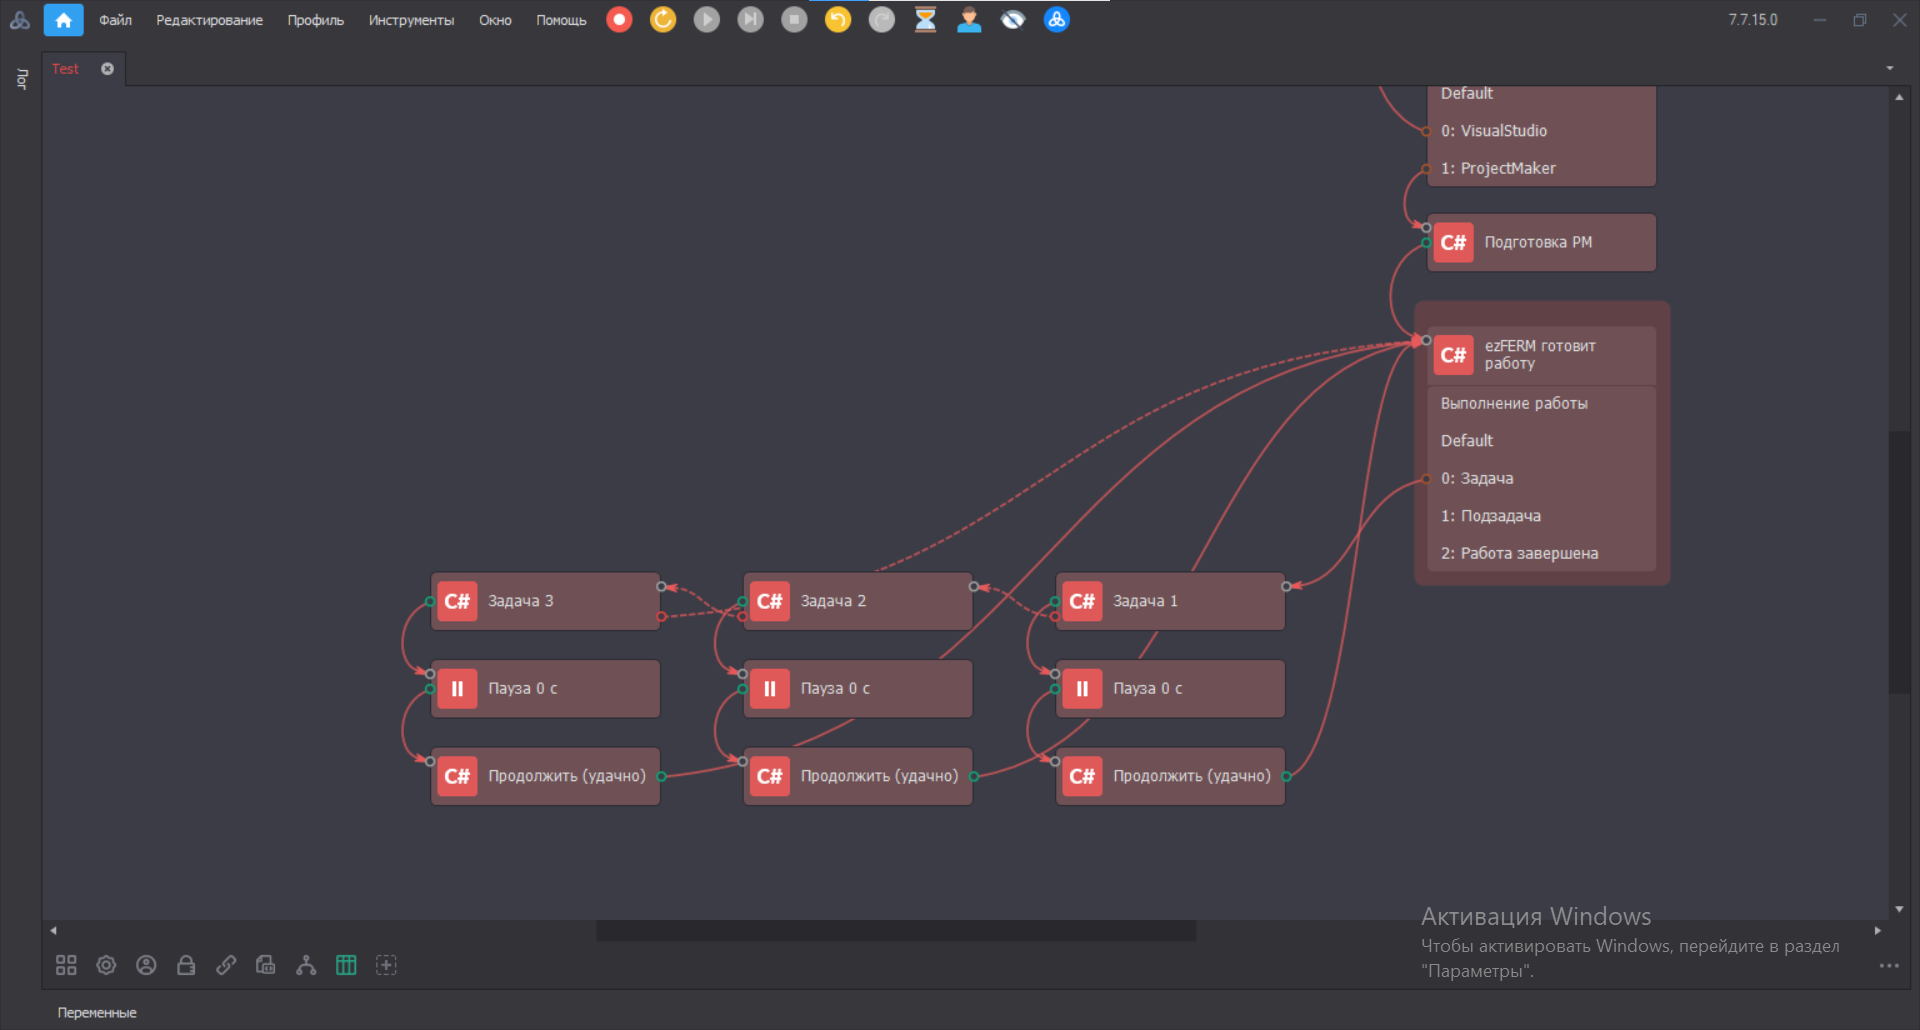 Файл
Редактирование
Профиль
Инструменты
Окно
Помощь
7.7.15.0
Лог
Test
Default
0: VisualStudio
1: ProjectMaker
C# Подготовка PM
C# ezFERM готовит
работу
Выполнение работы
Default
0: Задача
1: Подзадача
2: Работа завершена
C# Задача 3
C# Задача 2
C# Задача 1
Пауза 0 с
Пауза 0 с
Пауза 0 с
C# Продолжить (удачно)
C# Продолжить (удачно)
C# Продолжить (удачно)
Активация Windows
Чтобы активировать Windows, перейдите в раздел
"Параметры".
Переменные